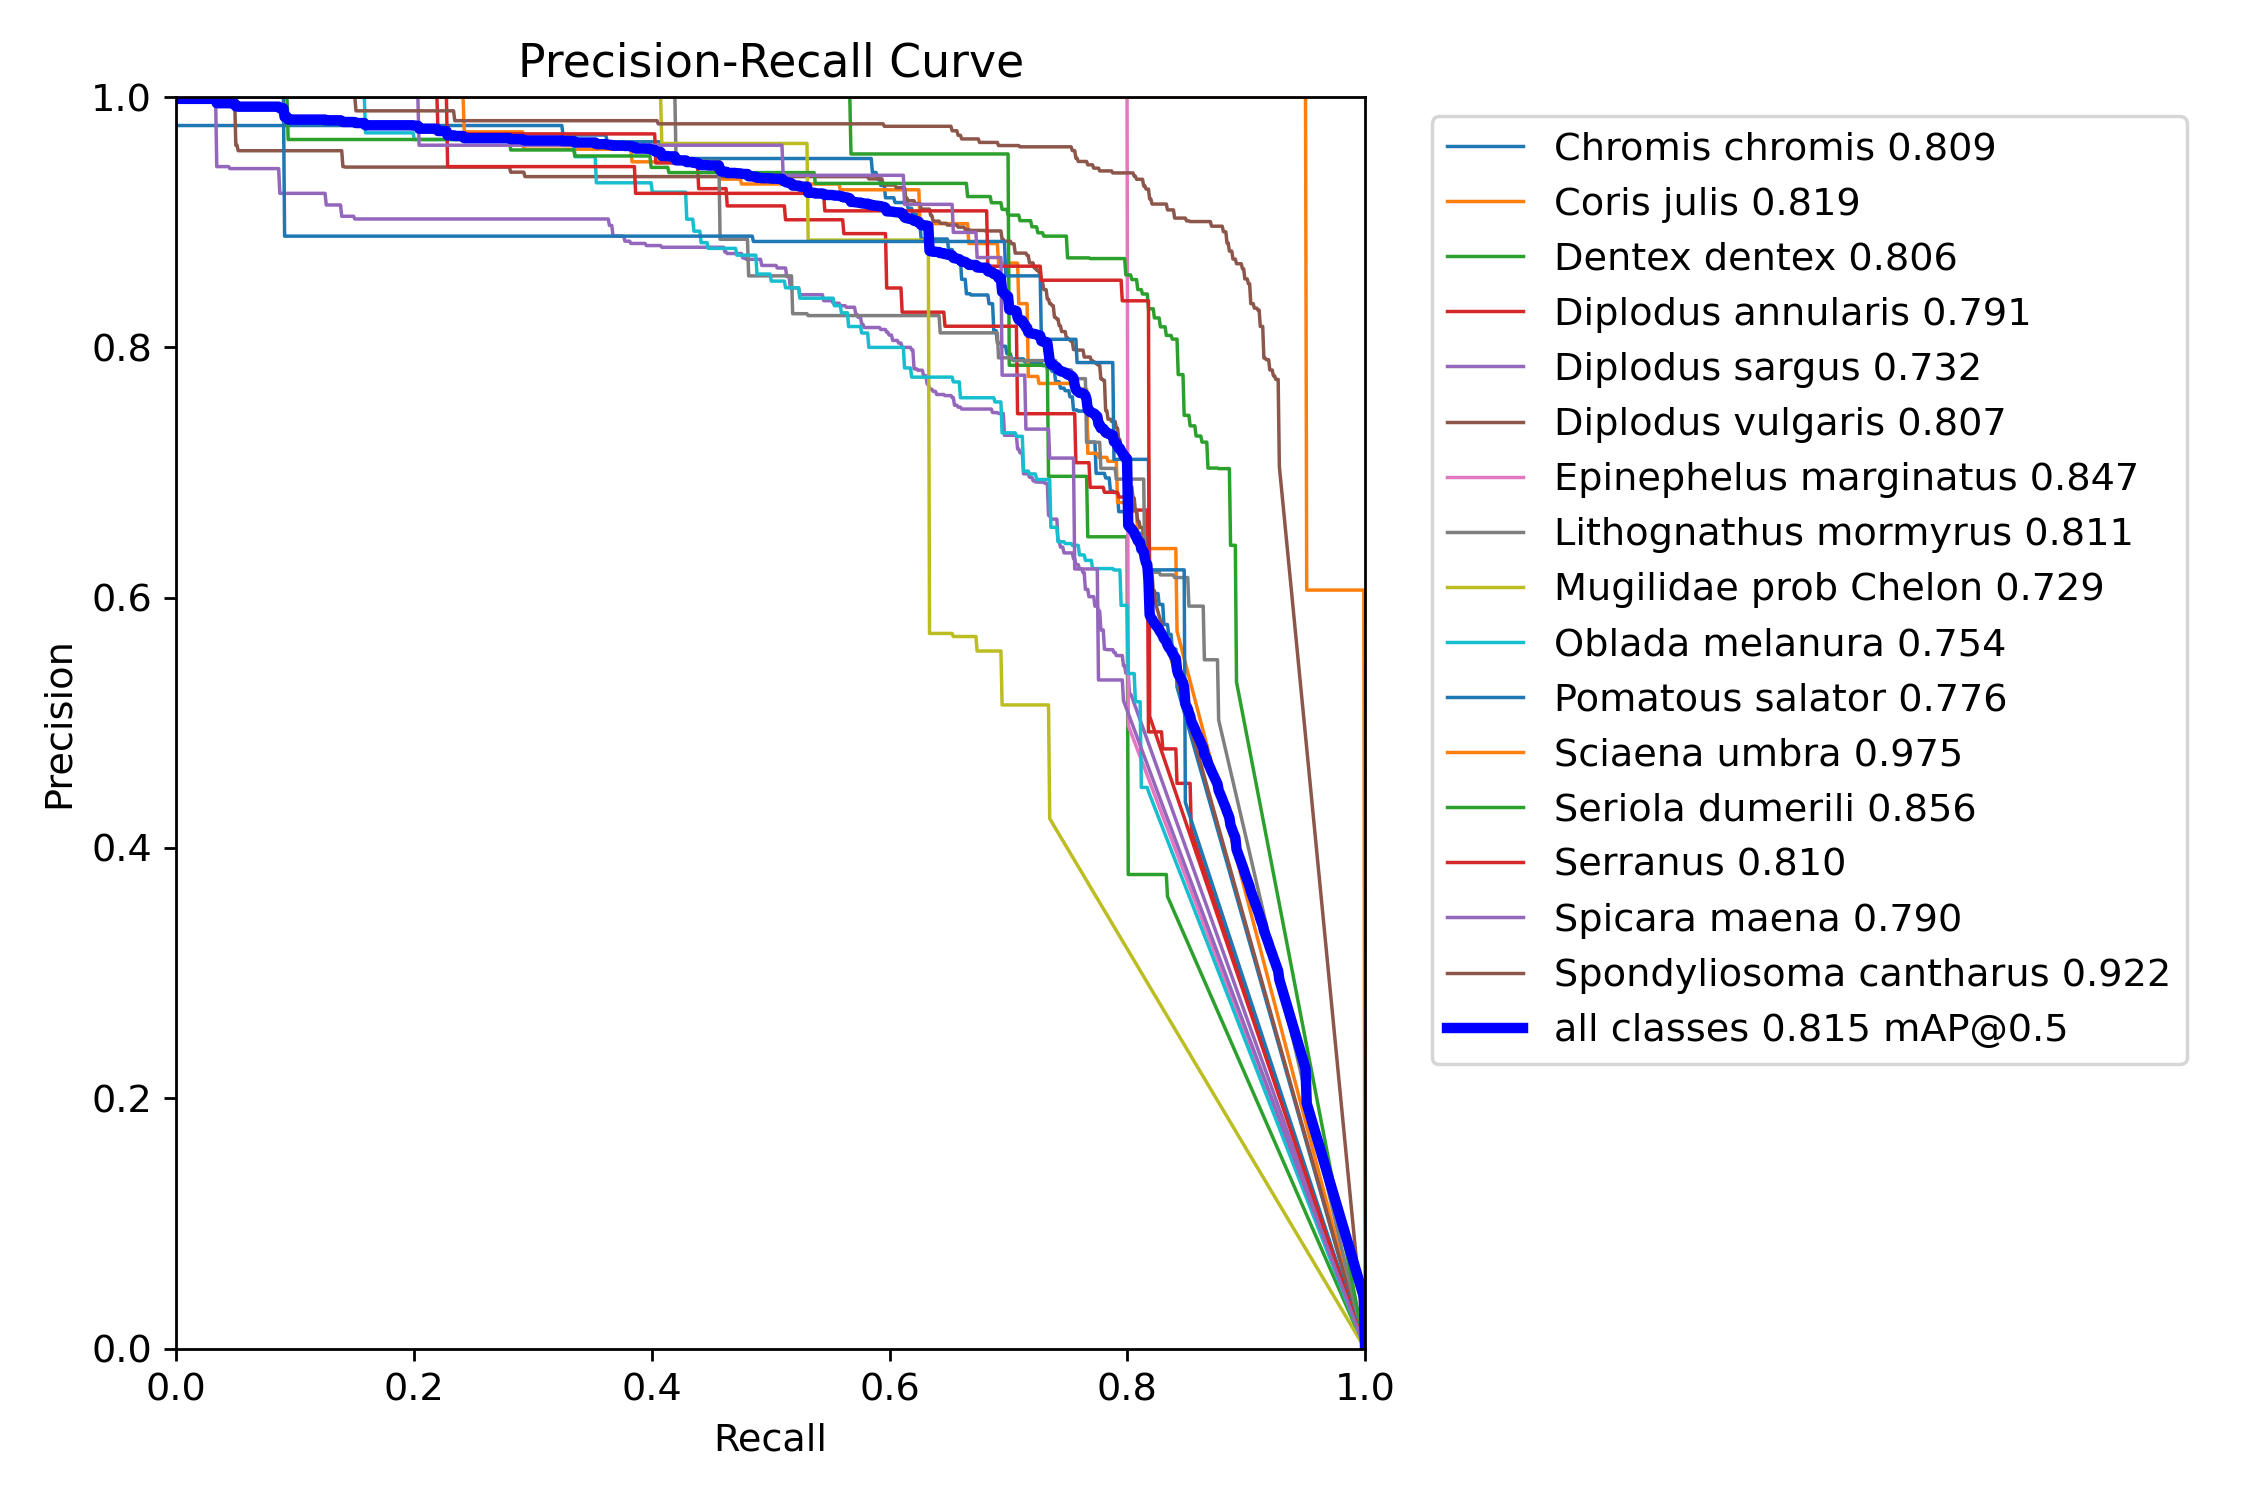 Precision-Recall Curve
1.0
0.8
0.6
0.4
0.2
0.0
Precision
0.0 0.2 0.4 0.6 0.8 1.0
Recall
Chromis chromis 0.809
Coris julis 0.819
Dentex dentex 0.806
Diplodus annularis 0.791
Diplodus sargus 0.732
Diplodus vulgaris 0.807
Epinephelus marginatus 0.847
Lithognathus mormyrus 0.811
Mugilidae prob Chelon 0.729
Oblada melanura 0.754
Pomatous salator 0.776
Sciaena umbra 0.975
Seriola dumerili 0.856
Serranus 0.810
Spicara maena 0.790
Spondyliosoma cantharus 0.922
all classes 0.815 mAP@0.5